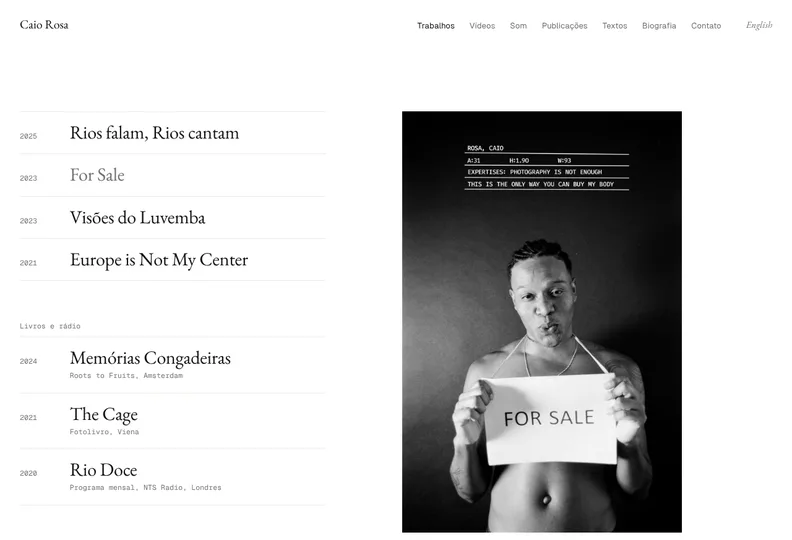 Caio Rosa
Trabalhos Vídeos Som Publicações Textos Biografia Contato English
2025 Rios falam, Rios cantam
2023 For Sale
2023 Visões do Luvemba
2021 Europe is Not My Center
Livros e rádio
2024 Memórias Congadeiras
Roots to Fruits, Amsterdam
2021 The Cage
Fotolivro, Viena
2020 Rio Doce
Programa mensal, NTS Radio, Londres
ROSA, CAIO
A:31 H:1.90 W:93
EXPERTISES: PHOTOGRAPHY IS NOT ENOUGH
THIS IS THE ONLY WAY YOU CAN BUY MY BODY
FOR SALE